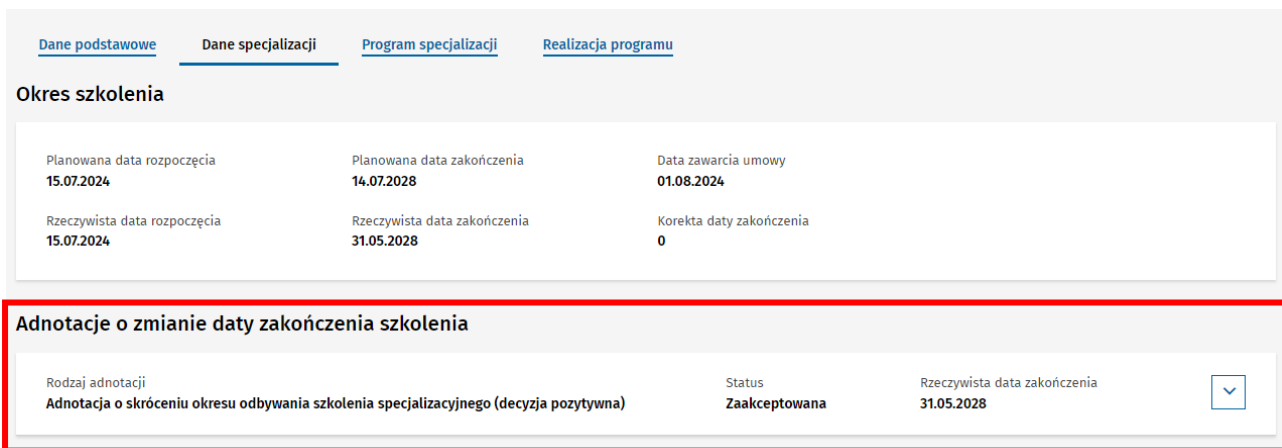 Dane podstawowe Dane specjalizacji Program specjalizacji Realizacja programu
Okres szkolenia
Planowana data rozpoczęcia Planowana data zakończenia Data zawarcia umowy
15.07.2024 14.07.2028 01.08.2024
Rzeczywista data rozpoczęcia Rzeczywista data zakończenia Korekta daty zakończenia
15.07.2024 31.05.2028 0
Adnotacje o zmianie daty zakończenia szkolenia
Rodzaj adnotacji Status Rzeczywista data zakończenia
Adnotacja o skróceniu okresu odbywania szkolenia specjalizacyjnego (decyzja pozytywna) Zaakceptowana 31.05.2028